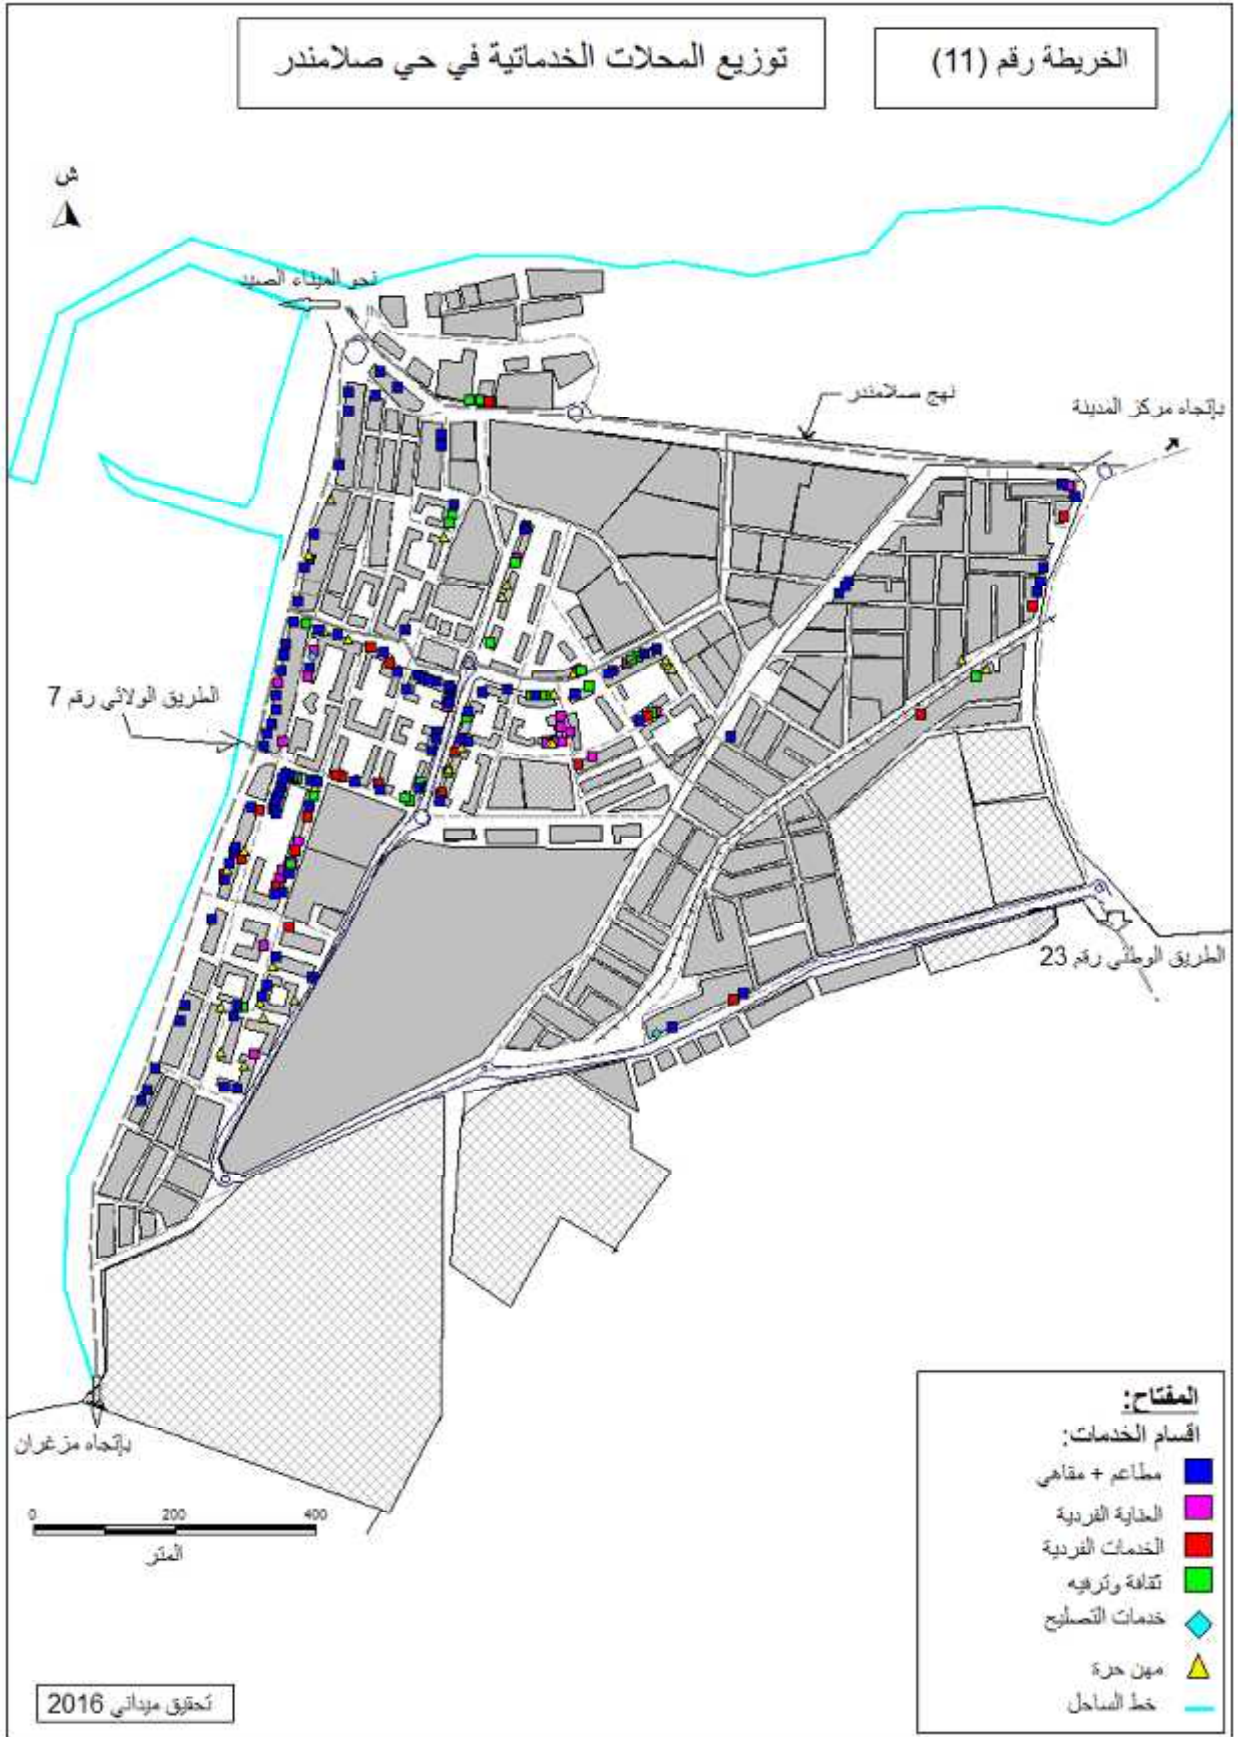 الخريطة رقم (11)
توزيع المحلات الخدماتية في حي صلامندر
ش
نحو الميناء الصيد
نهج صلامندر
بإتجاه مركز المدينة
الطريق الولائي رقم 7
الطريق الوطني رقم 23
بإتجاه مزغران
0 200 400
المتر
المفتاح:
اقسام الخدمات:
مطاعم + مقاهي
العناية الفردية
الخدمات الفردية
ثقافة وترفيه
خدمات التصليح
مهن حرة
خط الساحل
تحقيق ميداني 2016